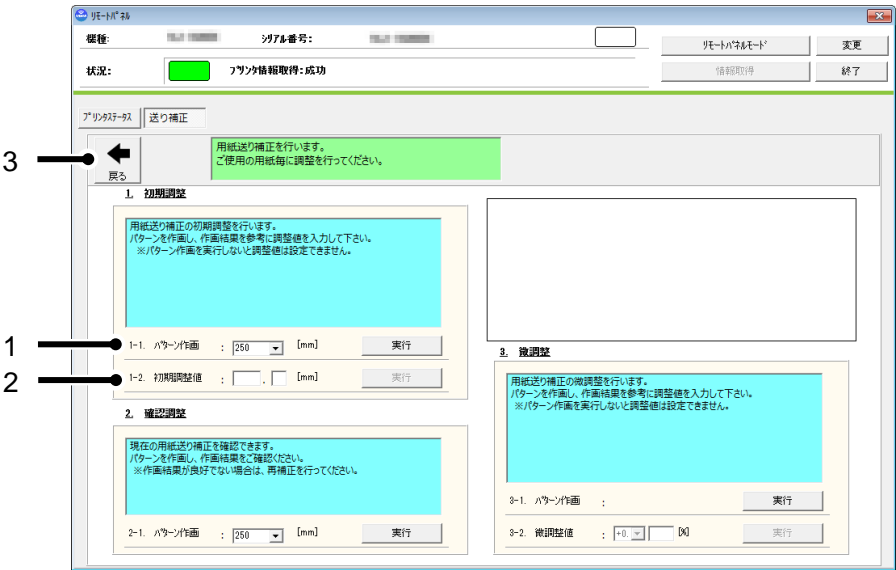 リモートパネル
機種:
シリアル番号:
リモートパネルモード
変更
状況:
プリンタ情報取得:成功
情報取得
終了
プリンタステータス
送り補正
3
戻る
用紙送り補正を行います。
ご使用の用紙毎に調整を行ってください。
1. 初期調整
用紙送り補正の初期調整を行います。
パターンを作画し、作画結果を参考に調整値を入力して下さい。
※パターン作画を実行しないと調整値は設定できません。
1
1-1. パターン作画 : 250 [mm] 実行
2
1-2. 初期調整値 : . [mm] 実行
2. 確認調整
現在の用紙送り補正を確認できます。
パターンを作画し、作画結果をご確認ください。
※作画結果が良好でない場合は、再補正を行ってください。
2-1. パターン作画 : 250 [mm] 実行
3. 微調整
用紙送り補正の微調整を行います。
パターンを作画し、作画結果を参考に調整値を入力して下さい。
※パターン作画を実行しないと調整値は設定できません。
3-1. パターン作画 : 実行
3-2. 微調整値 : +0. [%] 実行